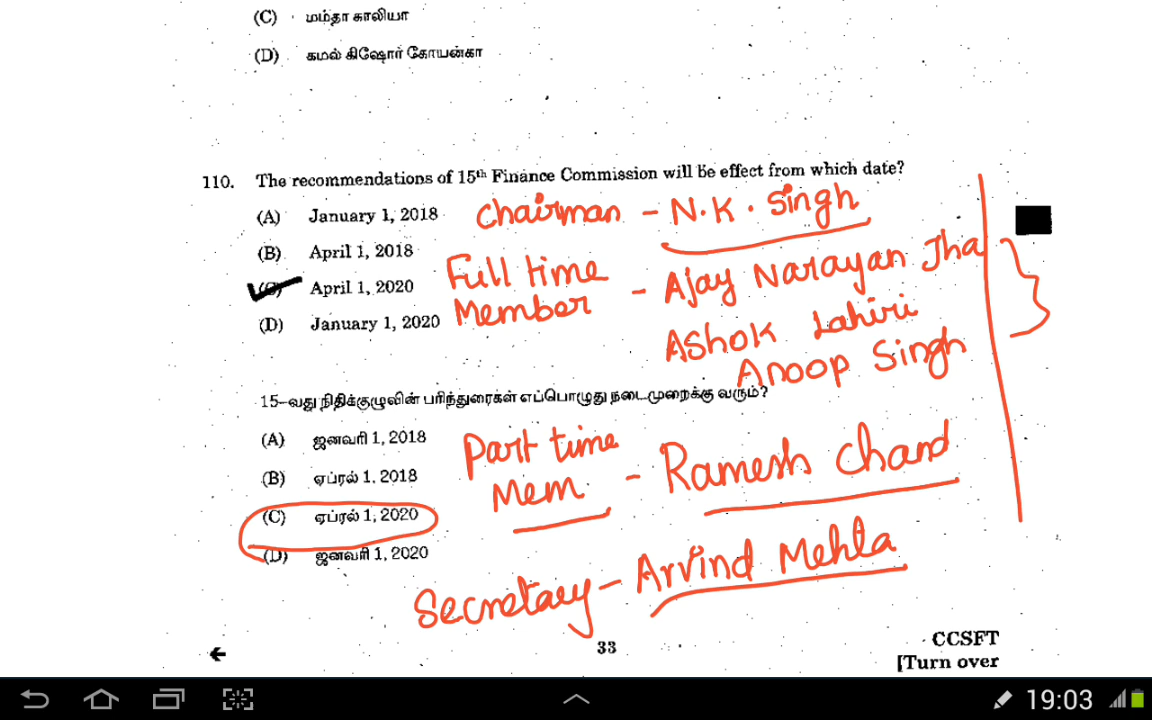 (C) மம்தா காலியா
(D) கமல் கிஷோர் கோயன்கா
110. The recommendations of 15th Finance Commission will be effect from which date?
(A) January 1, 2018
Chairman - N.K. Singh
(B) April 1, 2018
Full time Member - Ajay Narayan Jha
(C) April 1, 2020
Ashok Lahiri
(D) January 1, 2020
Anoop Singh
15-வது நிதிக்குழுவின் பரிந்துரைகள் எப்பொழுது நடைமுறைக்கு வரும்?
(A) ஜனவரி 1, 2018
Part time
(B) ஏப்ரல் 1, 2018
Mem - Ramesh Chand
(C) ஏப்ரல் 1, 2020
(D) ஜனவரி 1, 2020
Secretary - Arvind Mehta
33
CCSFT
[Turn over
19:03